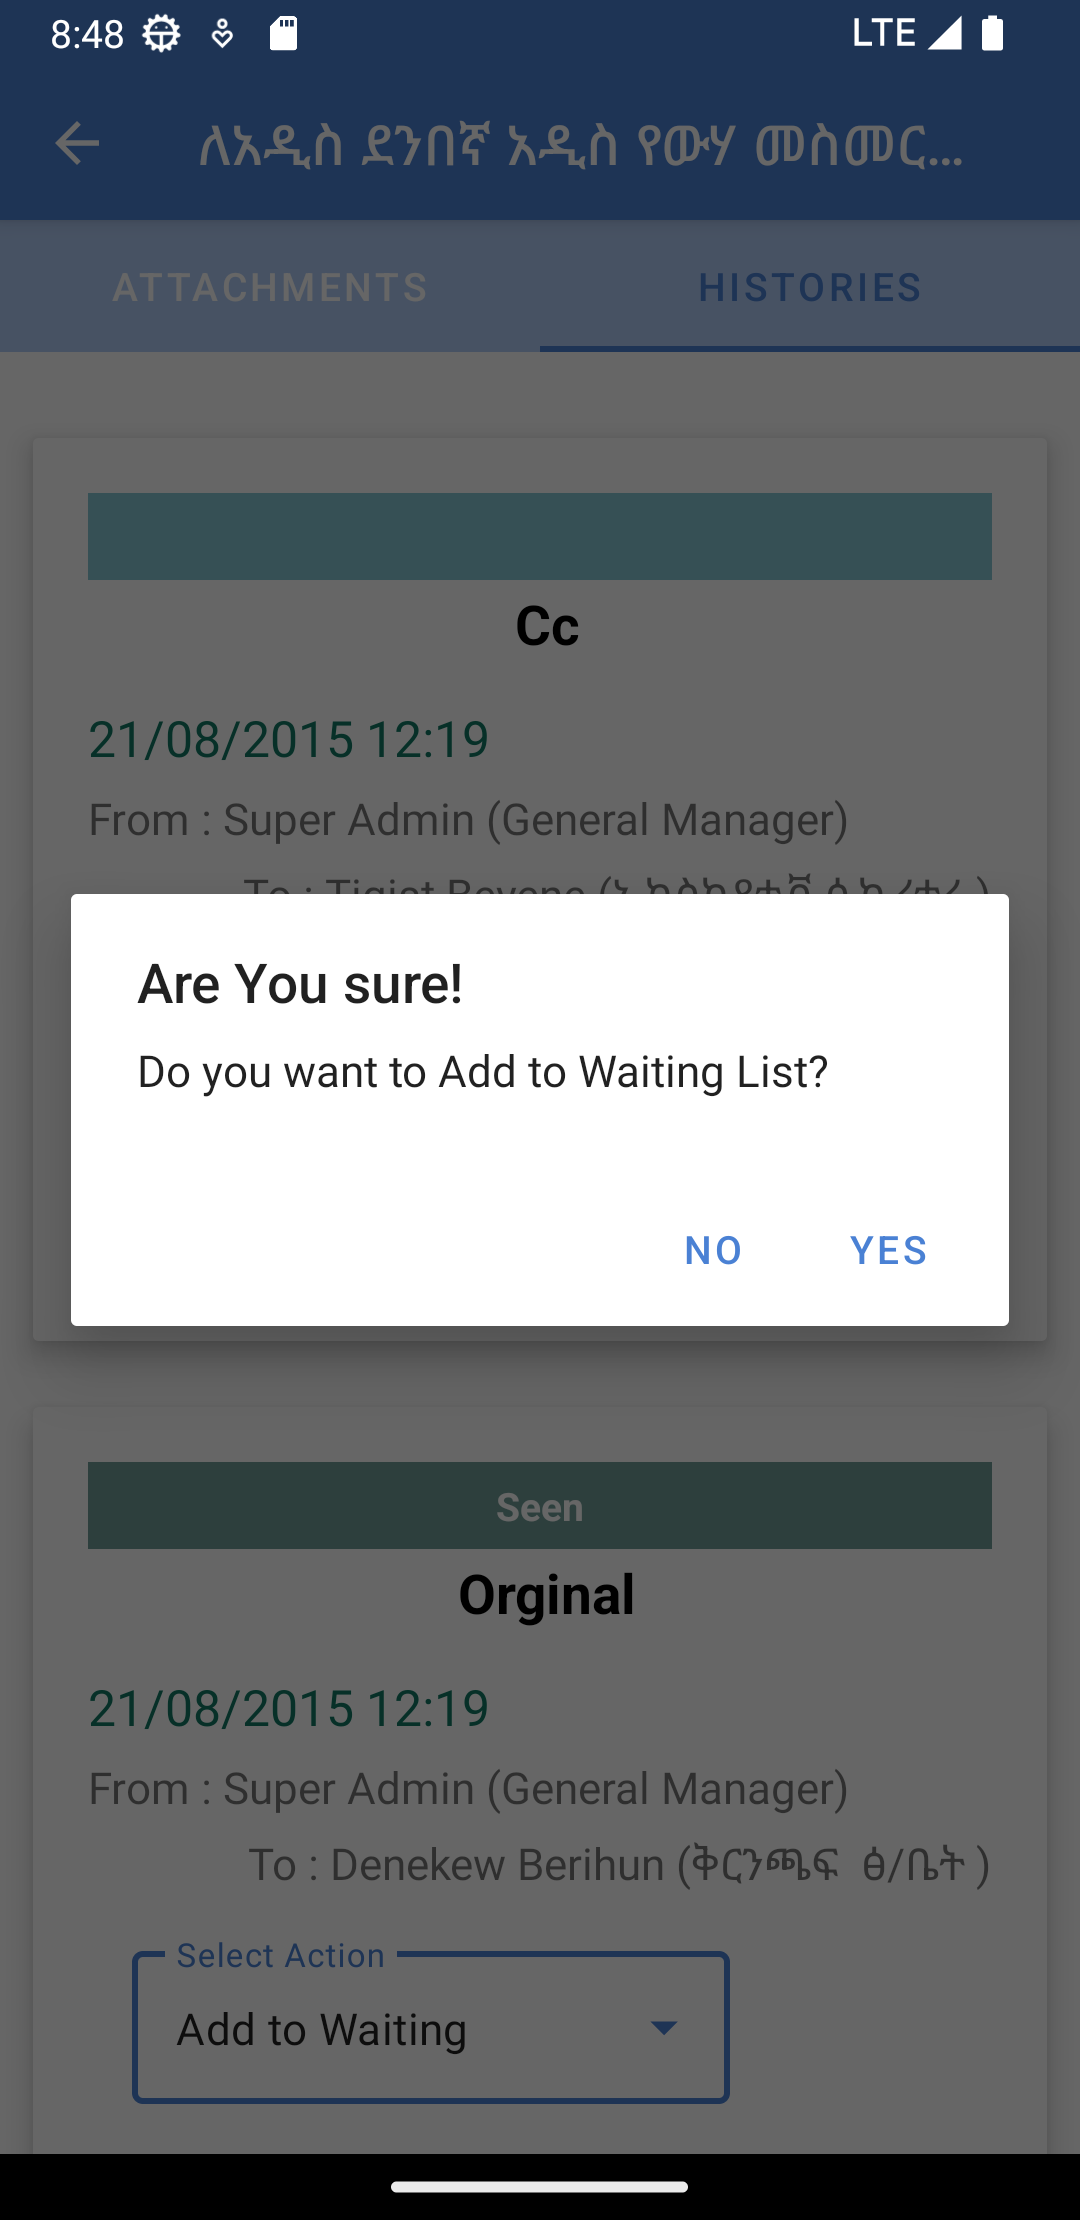 8:48
LTE
ለአዲስ ደንበኛ አዲስ የውሃ መስመር...
ATTACHMENTS
HISTORIES
Cc
21/08/2015 12:19
From : Super Admin (General Manager)
To : Tigist Beyene (
Are You sure!
Do you want to Add to Waiting List?
NO
YES
Seen
Orginal
21/08/2015 12:19
From : Super Admin (General Manager)
To : Denekew Berihun (ቅርንጫፍ ፅ/ቤት )
Select Action
Add to Waiting